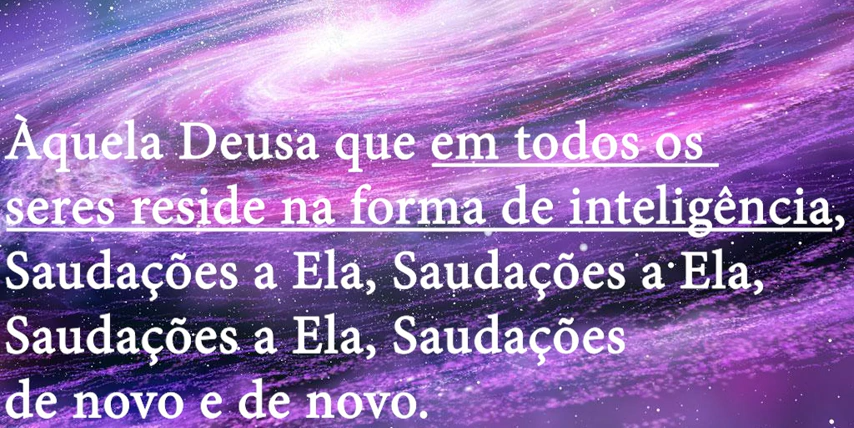 Àquela Deusa que em todos os
seres reside na forma de inteligência,
Saudações a Ela, Saudações a Ela,
Saudações a Ela, Saudações
de novo e de novo.